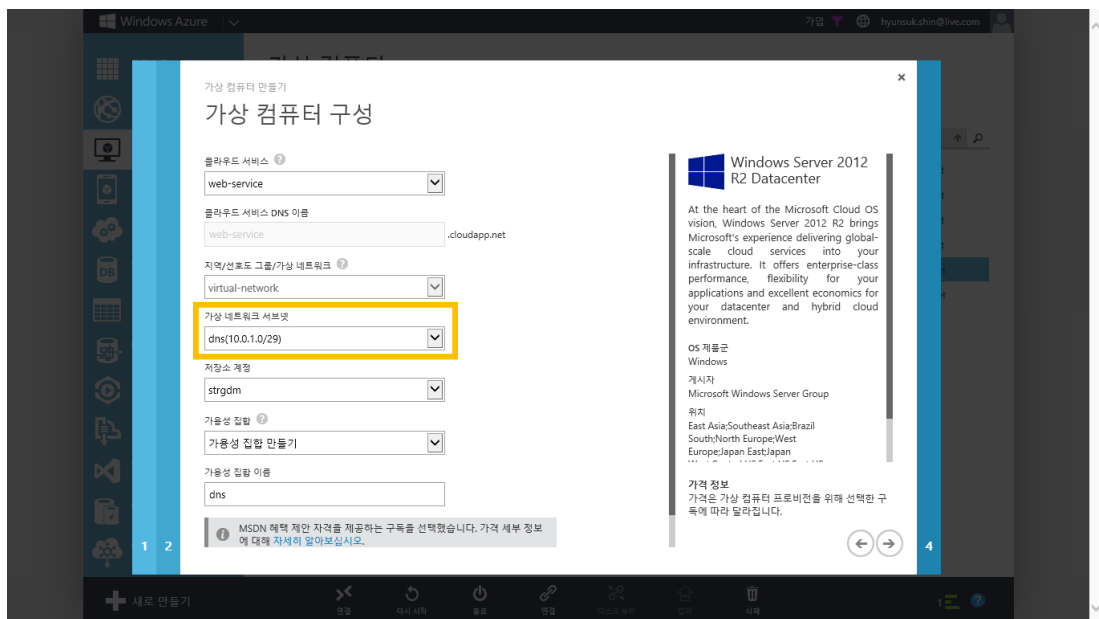 Windows Azure
가입
hyunsuk.shin@live.com
가상 컴퓨터
가상 컴퓨터 만들기
×
가상 컴퓨터 구성
클라우드 서비스 ?
web-service
클라우드 서비스 DNS 이름
web-service .cloudapp.net
지역/선호도 그룹/가상 네트워크 ?
virtual-network
가상 네트워크 서브넷
dns(10.0.1.0/29)
저장소 계정
strgdm
가용성 집합 ?
가용성 집합 만들기
가용성 집합 이름
dns
MSDN 혜택 제안 자격을 제공하는 구독을 선택했습니다. 가격 세부 정보
에 대해 자세히 알아보십시오.
Windows Server 2012
R2 Datacenter
At the heart of the Microsoft Cloud OS
vision, Windows Server 2012 R2 brings
Microsoft's experience delivering global-
scale cloud services into your
infrastructure. It offers enterprise-class
performance, flexibility for your
applications and excellent economics for
your datacenter and hybrid cloud
environment.
OS 제품군
Windows
게시자
Microsoft Windows Server Group
위치
East Asia;Southeast Asia;Brazil
South;North Europe;West
Europe;Japan East;Japan
가격 정보
가격은 가상 컴퓨터 프로비전을 위해 선택한 구
독에 따라 달라집니다.
1 2
4
DB
새로 만들기
연결
다시 시작
종료
연결
디스크 분리
캡처
삭제
1
?